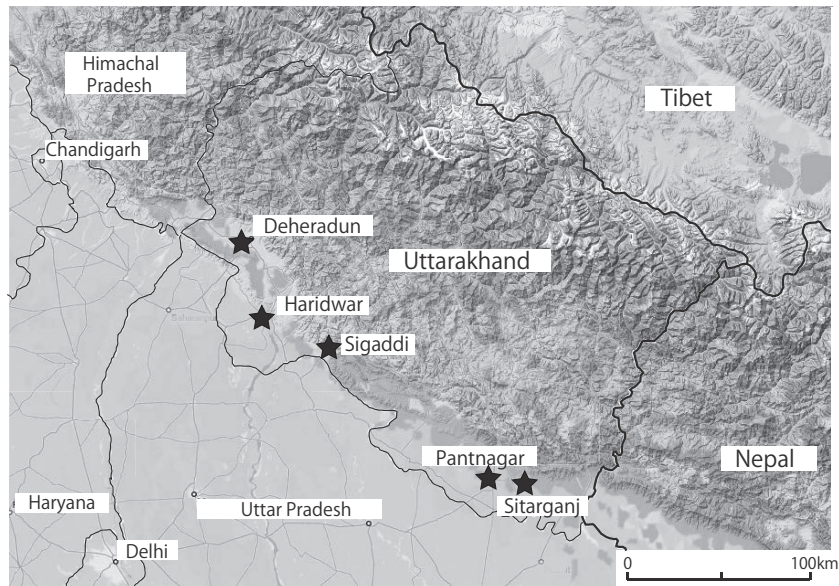 Himachal
Pradesh
Tibet
Chandigarh
Deheradun
Uttarakhand
Haridwar
Sigaddi
Pantnagar
Nepal
Haryana
Uttar Pradesh
Sitarganj
Delhi
0 100km